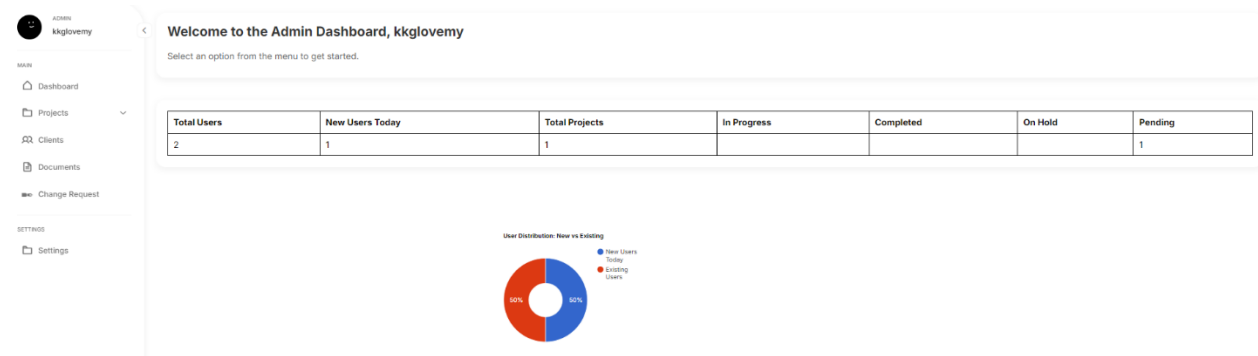 ADMIN
kkglovemy
MAIN
Dashboard
Projects
Clients
Documents
Change Request
SETTINGS
Settings
Welcome to the Admin Dashboard, kkglovemy
Select an option from the menu to get started.
Total Users New Users Today Total Projects In Progress Completed On Hold Pending
2 1 1 1
User Distribution: New vs Existing
New Users
Today
Existing
Users
50% 50%